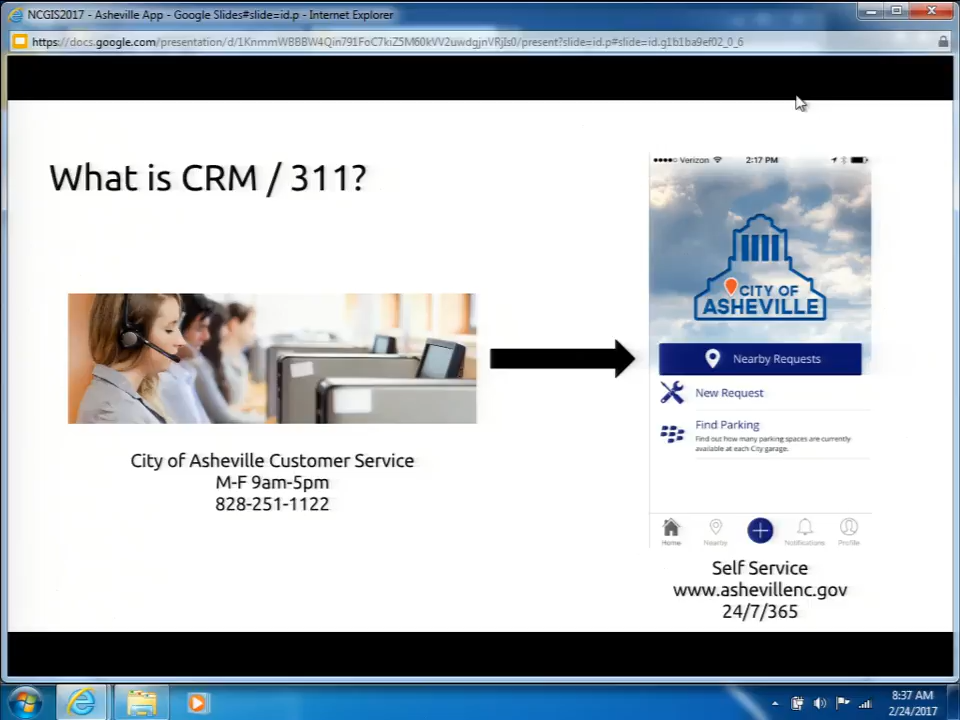 NCGIS2017 - Asheville App - Google Slides#slide=id.p - Internet Explorer
What is CRM / 311?
City of Asheville Customer Service
M-F 9am-5pm
828-251-1122
Verizon 2:17 PM
CITY OF
ASHEVILLE
Nearby Requests
New Request
Find Parking
Find out how many parking spaces are currently
available at each City garage.
Home Nearby Notifications Profile
Self Service
www.ashevillenc.gov
24/7/365
8:37 AM
2/24/2017